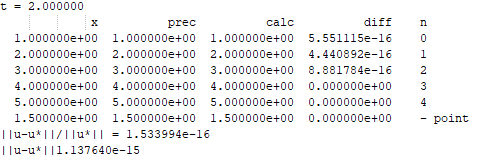 t = 2.000000
x prec calc diff n
1.000000e+00 1.000000e+00 1.000000e+00 5.551115e-16 0
2.000000e+00 2.000000e+00 2.000000e+00 4.440892e-16 1
3.000000e+00 3.000000e+00 3.000000e+00 8.881784e-16 2
4.000000e+00 4.000000e+00 4.000000e+00 0.000000e+00 3
5.000000e+00 5.000000e+00 5.000000e+00 0.000000e+00 4
1.500000e+00 1.500000e+00 1.500000e+00 0.000000e+00 - point
||u-u*||/||u*|| = 1.533994e-16
||u-u*||1.137640e-15